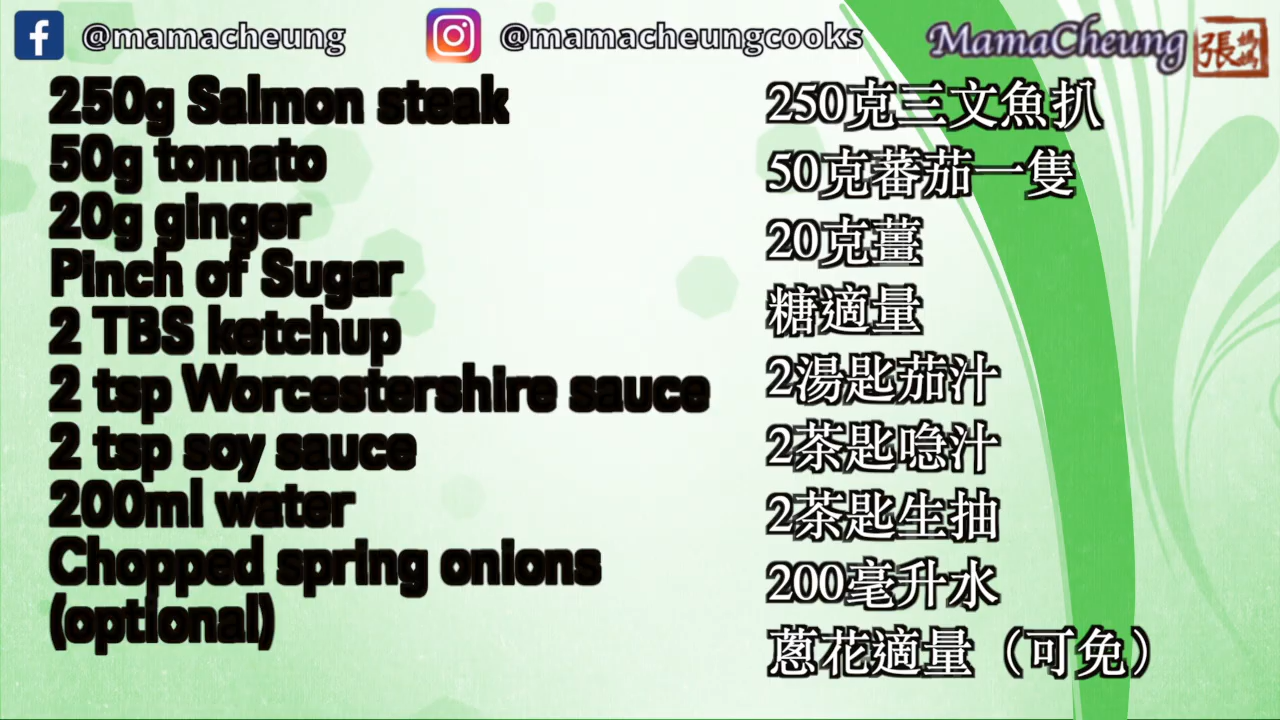 @mamacheung
@mamacheungcooks
MamaCheung
張媽媽
250g Salmon steak
50g tomato
20g ginger
Pinch of Sugar
2 TBS ketchup
2 tsp Worcestershire sauce
2 tsp soy sauce
200ml water
Chopped spring onions
(optional)
250克三文魚扒
50克蕃茄一隻
20克薑
糖適量
2湯匙茄汁
2茶匙喼汁
2茶匙生抽
200毫升水
蔥花適量（可免）